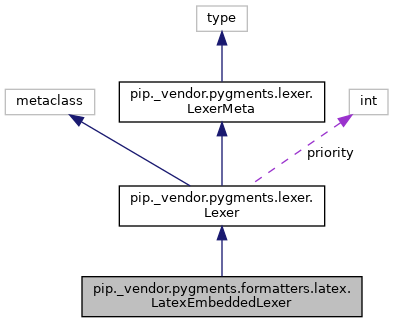 type
metaclass
pip._vendor.pygments.lexer.
LexerMeta
int
priority
pip._vendor.pygments.lexer.
Lexer
pip._vendor.pygments.formatters.latex.
LatexEmbeddedLexer